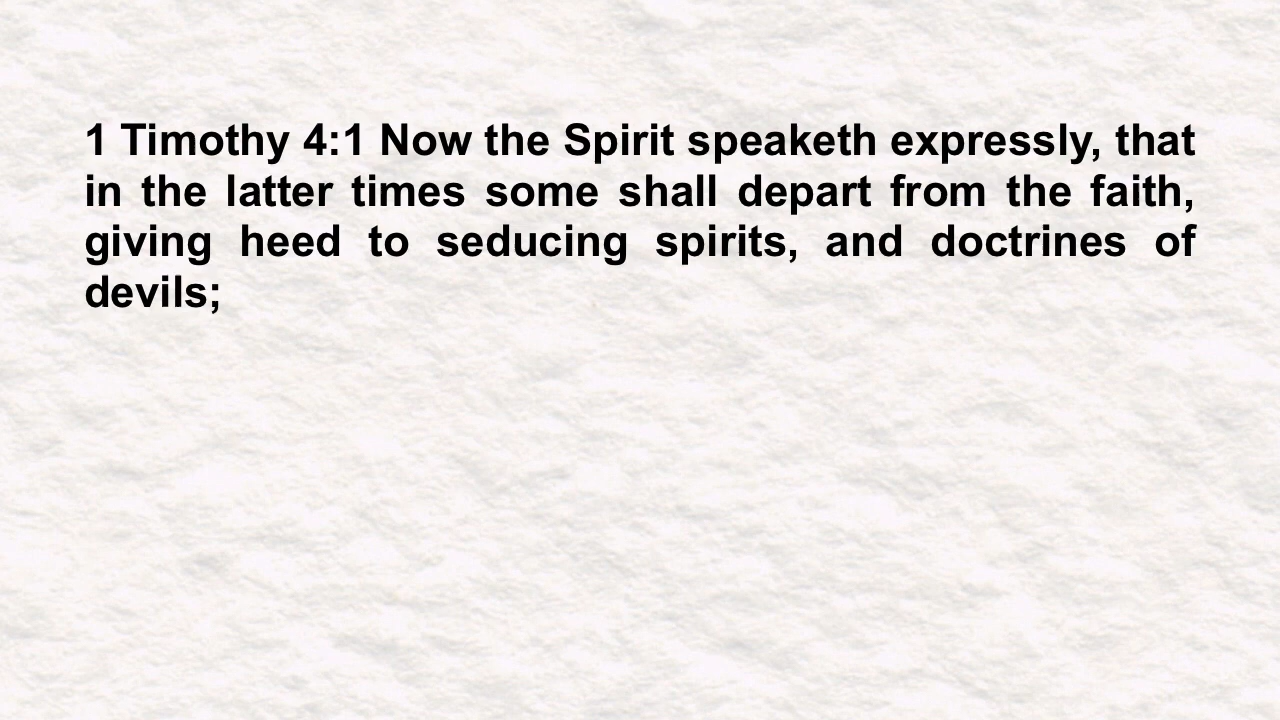 1 Timothy 4:1 Now the Spirit speaketh expressly, that
in the latter times some shall depart from the faith,
giving heed to seducing spirits, and doctrines of
devils;